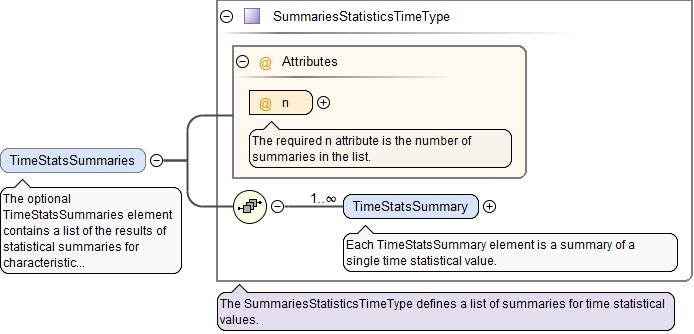 SummariesStatisticsTimeType
@ Attributes
@ n
The required n attribute is the number of
summaries in the list.
TimeStatsSummaries
The optional
TimeStatsSummaries element
contains a list of the results of
statistical summaries for
characteristic...
1..∞
TimeStatsSummary
Each TimeStatsSummary element is a summary of a
single time statistical value.
The SummariesStatisticsTimeType defines a list of summaries for time statistical
values.